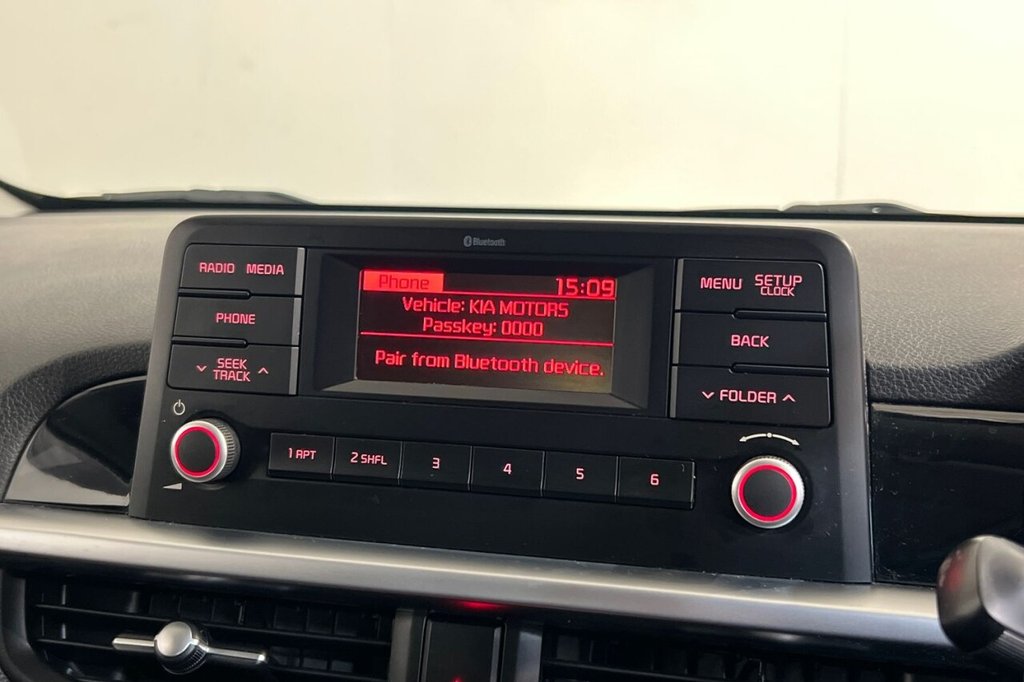 Bluetooth
RADIO MEDIA
PHONE
SEEK
TRACK
Phone 15:09
Vehicle: KIA MOTORS
Passkey: 0000
Pair from Bluetooth device.
MENU SETUP
CLOCK
BACK
FOLDER
1 RPT 2 SHFL 3 4 5 6